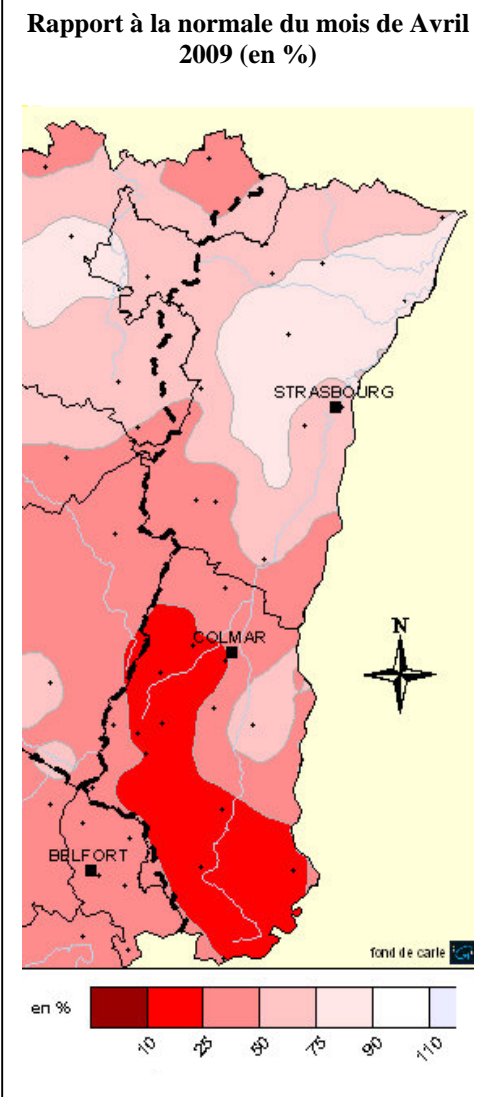 Rapport à la normale du mois de Avril
2009 (en %)
STRASBOURG
N
COLMAR
BELFORT
fond de carte
en %
10 25 50 75 90 110